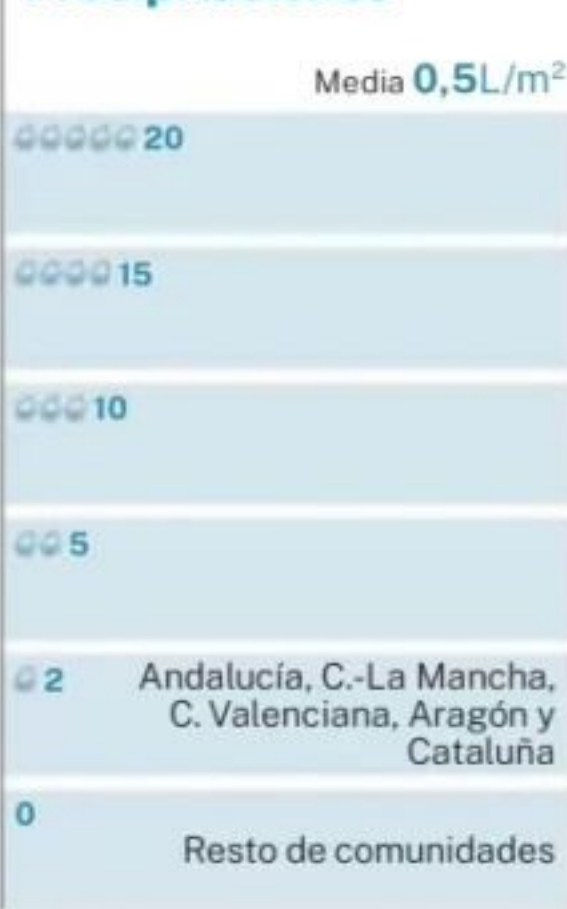 Media 0,5L/m²
20
15
10
5
2 Andalucía, C.-La Mancha,
C. Valenciana, Aragón y
Cataluña
0
Resto de comunidades